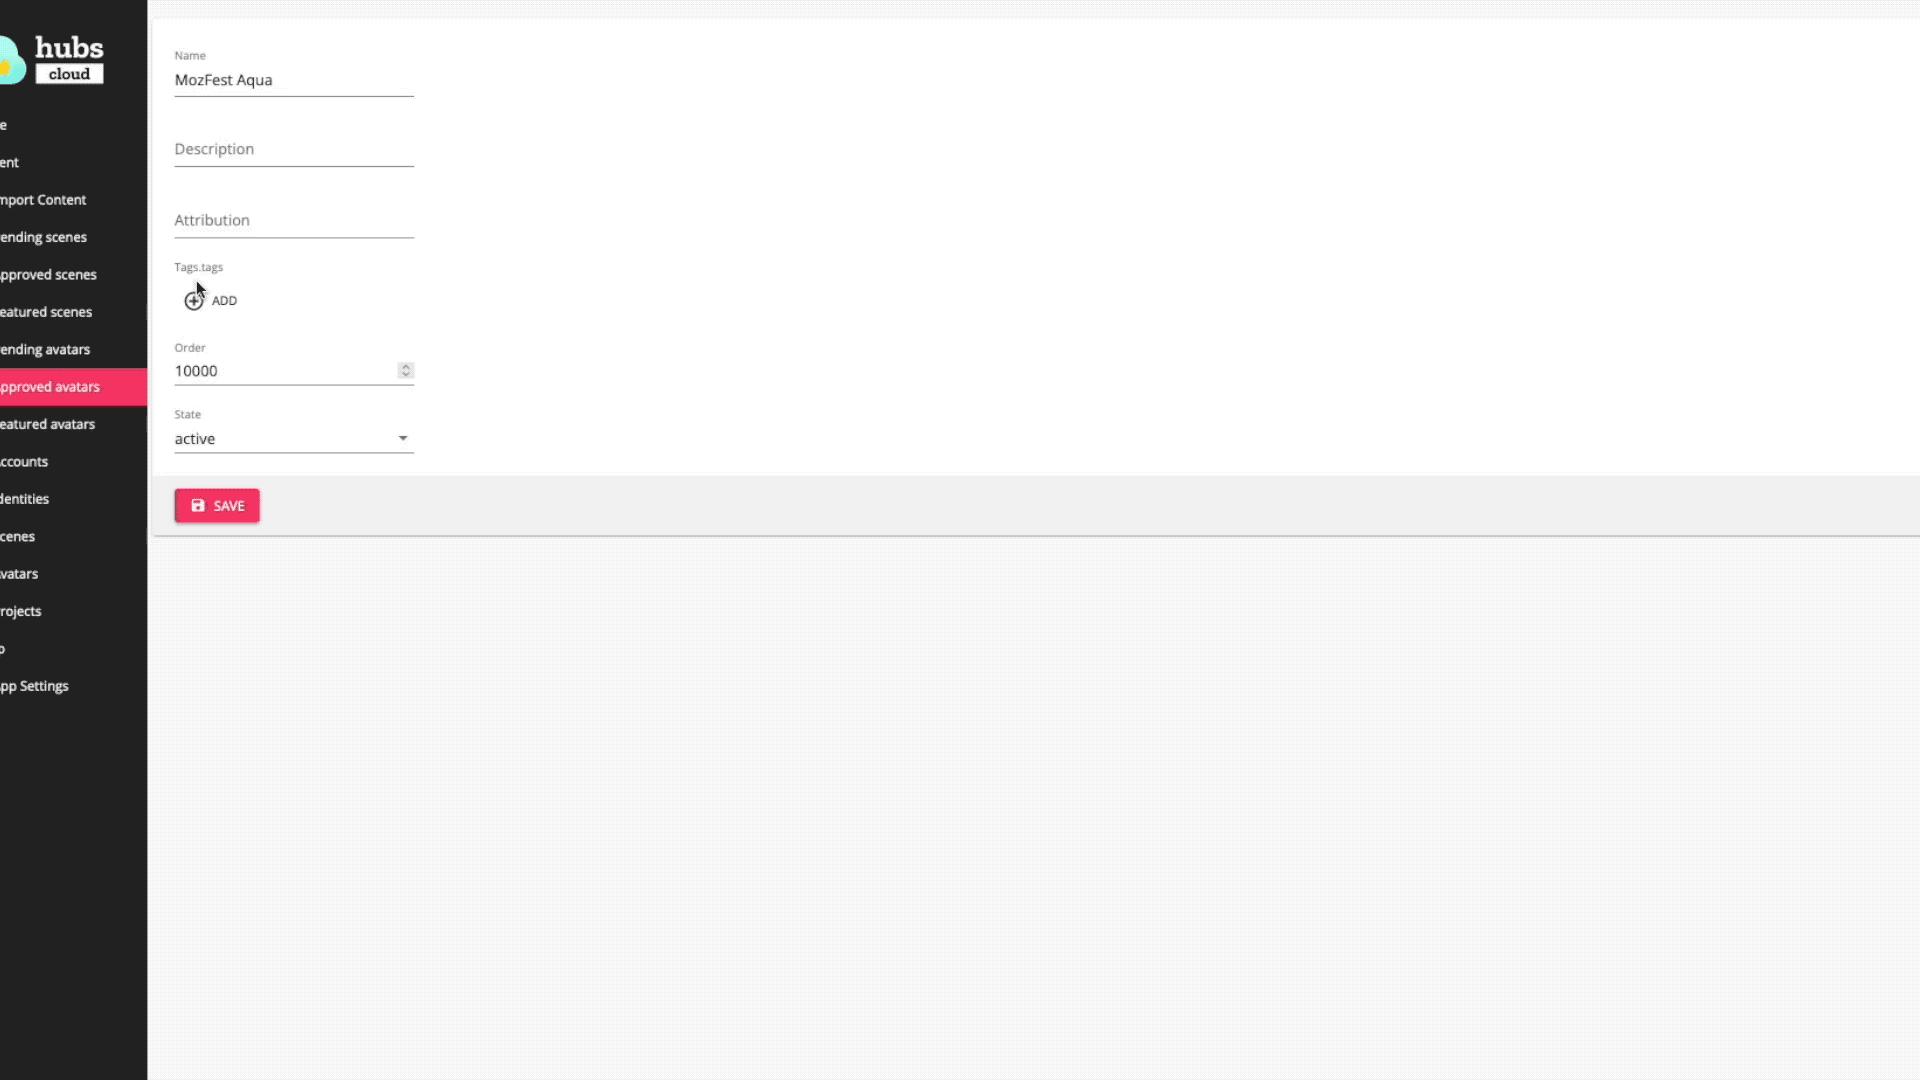 hubs
cloud
e
ent
mport Content
ending scenes
pproved scenes
eatured scenes
ending avatars
pproved avatars
eatured avatars
ccounts
dentities
cenes
vatars
rojects
p
pp Settings
Name
MozFest Aqua
Description
Attribution
Tags.tags
ADD
Order
10000
State
active
SAVE